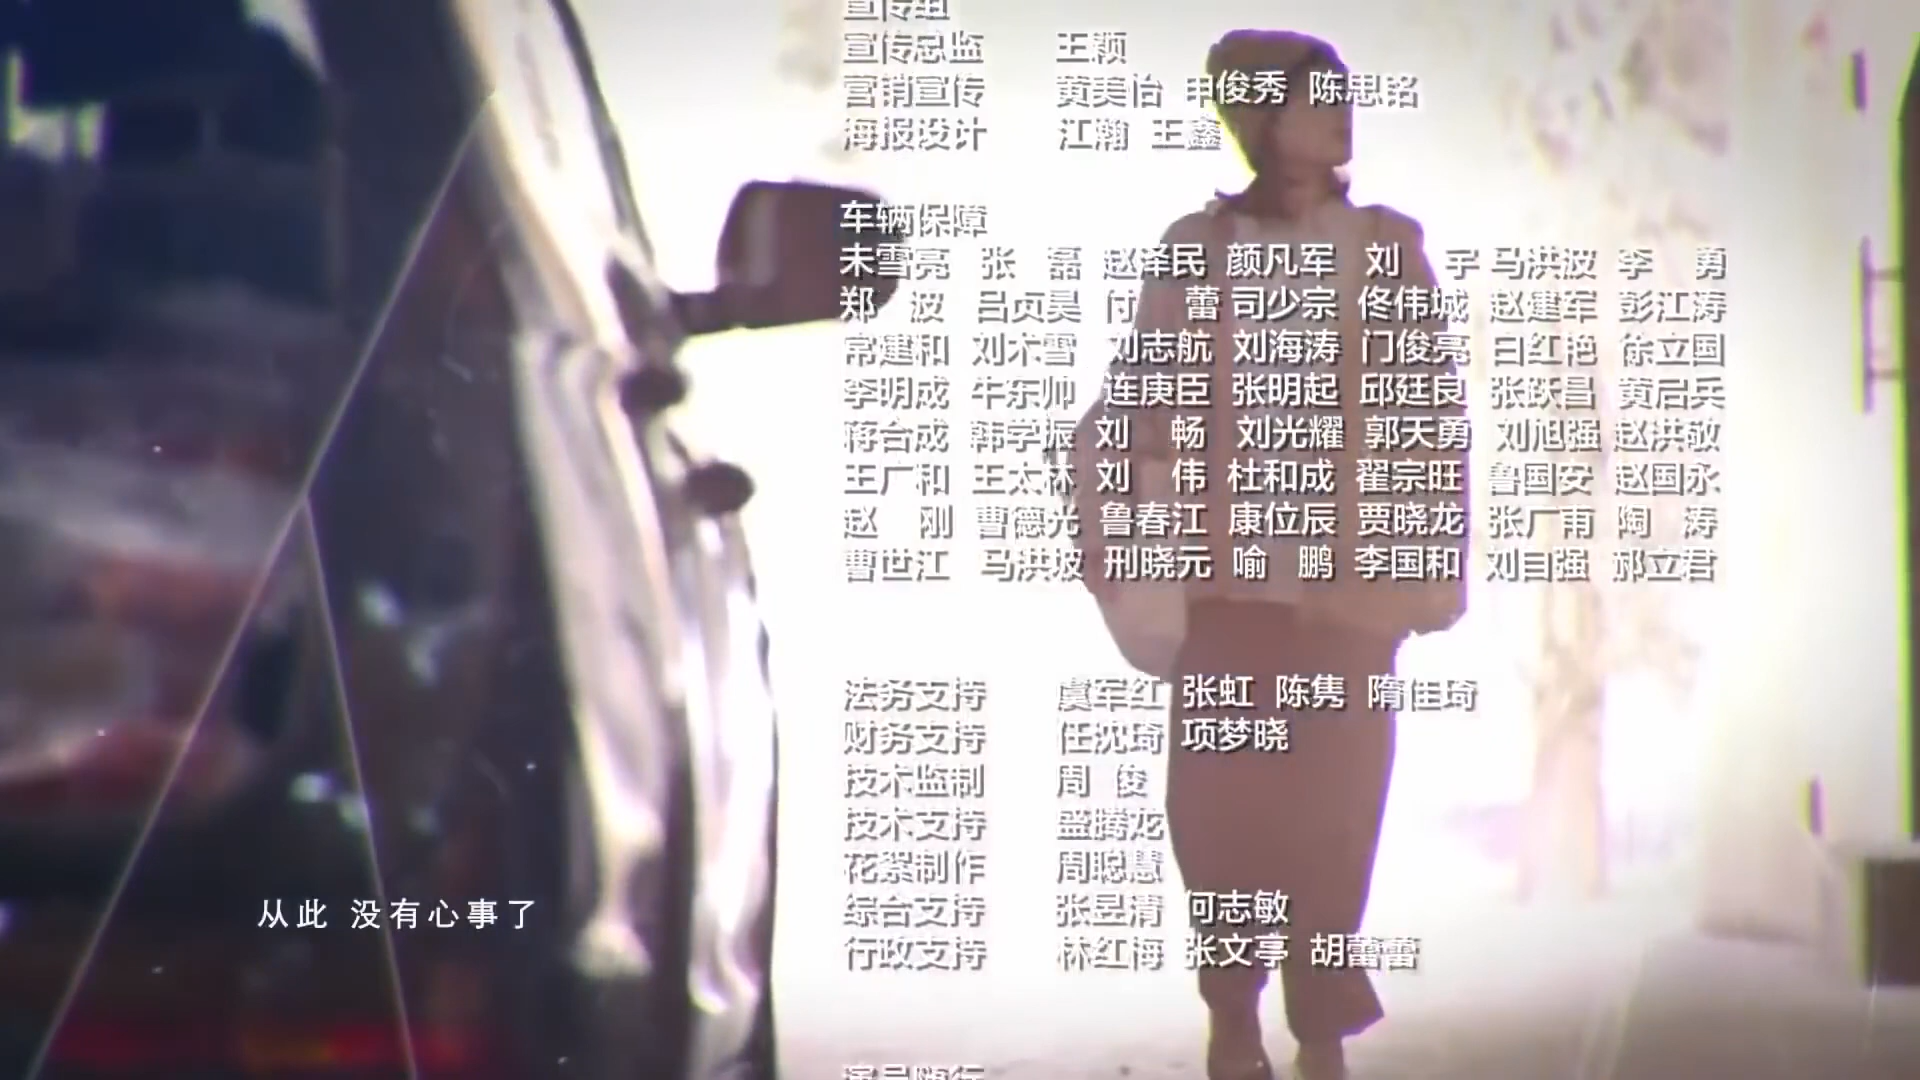 宣传组
宣传总监 王颖
营销宣传 黄美怡 申俊秀 陈思铭
海报设计 江瀚 王鑫
车辆保障
未雪亮 张 磊 赵泽民 颜凡军 刘 宇 马洪波 李 勇
郑 波 吕贞昊 付 蕾 司少宗 佟伟城 赵建军 彭江涛
常建和 刘术雪 刘志航 刘海涛 门俊亮 白红艳 徐立国
李明成 牛东帅 连庚臣 张明起 邱廷良 张跃昌 黄启兵
蒋合成 韩学振 刘 畅 刘光耀 郭天勇 刘旭强 赵洪敏
王广和 王太林 刘 伟 杜和成 翟宗旺 鲁国安 赵国永
赵 刚 曹德光 鲁春江 康位辰 贾晓龙 张广甫 陶 涛
曹世江 马洪坡 邢晓元 喻 鹏 李国和 刘自强 郝立君
法务支持 虞军红 张虹 陈隽 隋佳琦
财务支持 任沈琦 项梦晓
技术监制 周 俊
技术支持 盛腾龙
花絮制作 周聪慧
综合支持 张昱清 何志敏
行政支持 林红梅 张文亭 胡蕾蕾
从此 没有心事了
演员随行